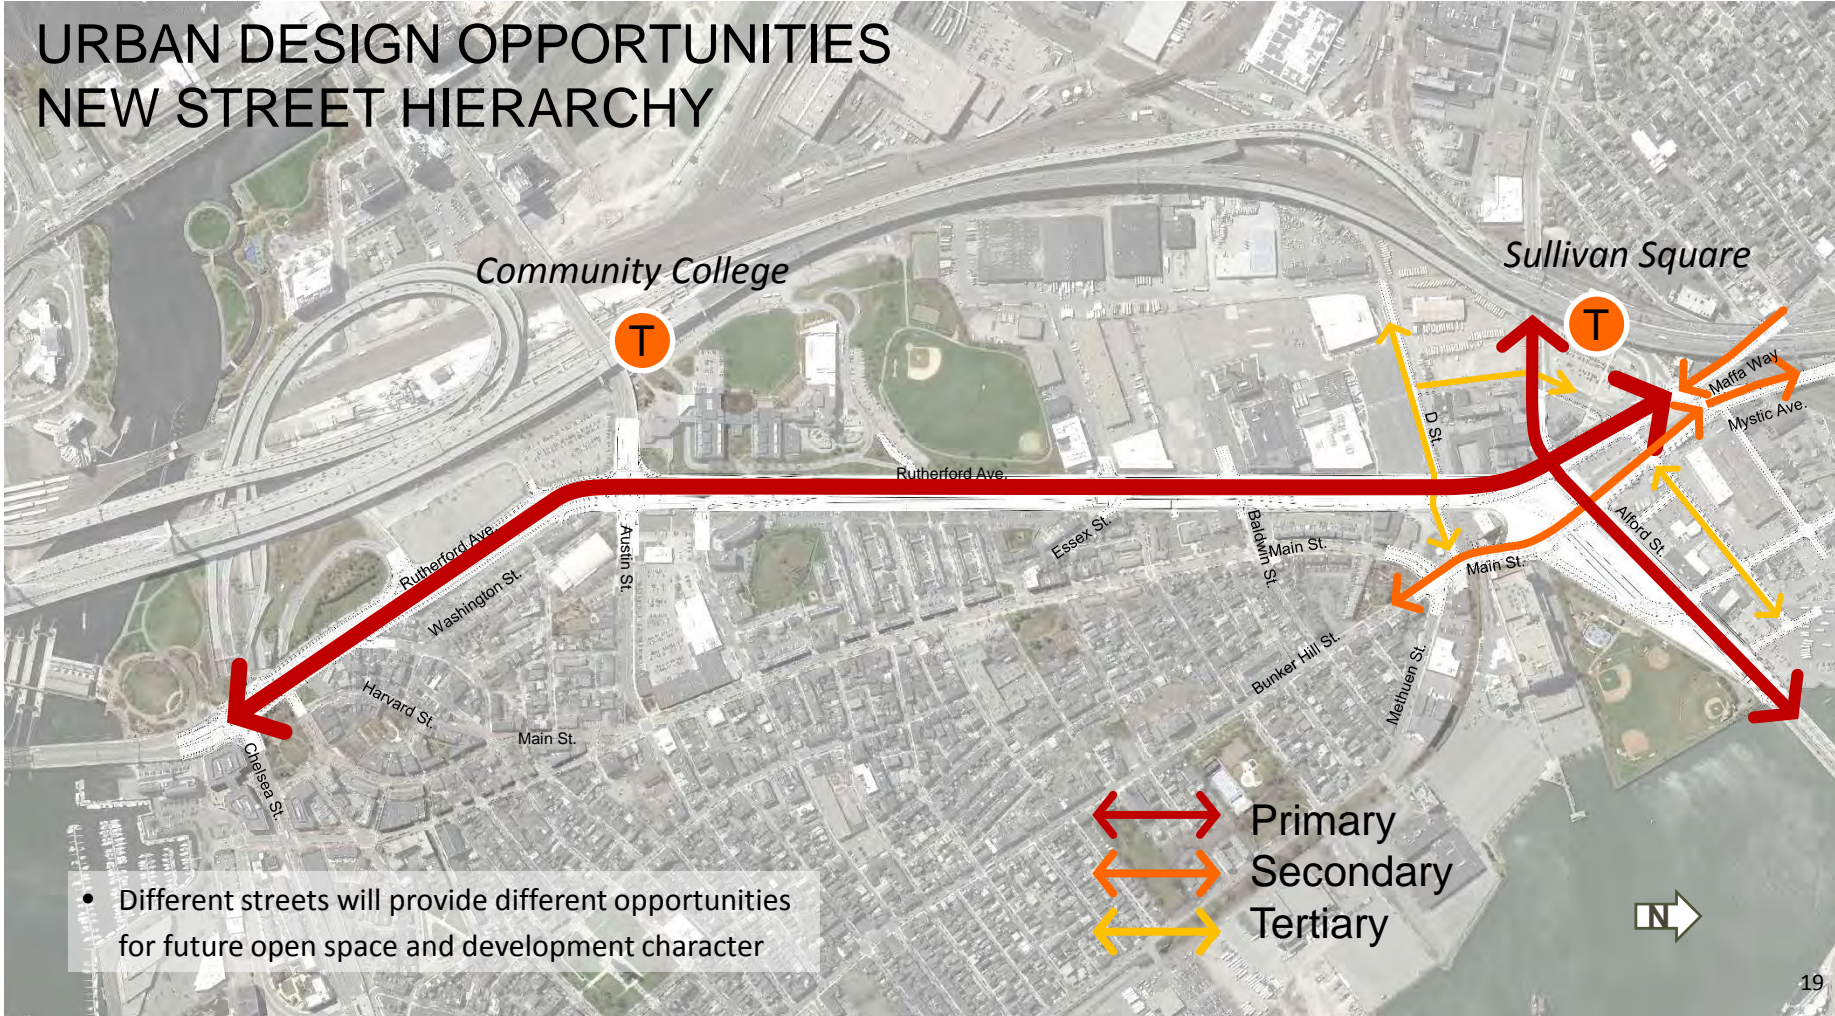 URBAN DESIGN OPPORTUNITIES
NEW STREET HIERARCHY
Community College
Sullivan Square
T
T
Maffa Way
Mystic Ave.
D St.
Rutherford Ave.
Rutherford Ave.
Washington St.
Austin St.
Essex St.
Baldwin St.
Main St.
Main St.
Alford St.
Bunker Hill St.
Methuen St.
Harvard St.
Main St.
Chelsea St.
Primary
Secondary
Tertiary
• Different streets will provide different opportunities
for future open space and development character
N
19